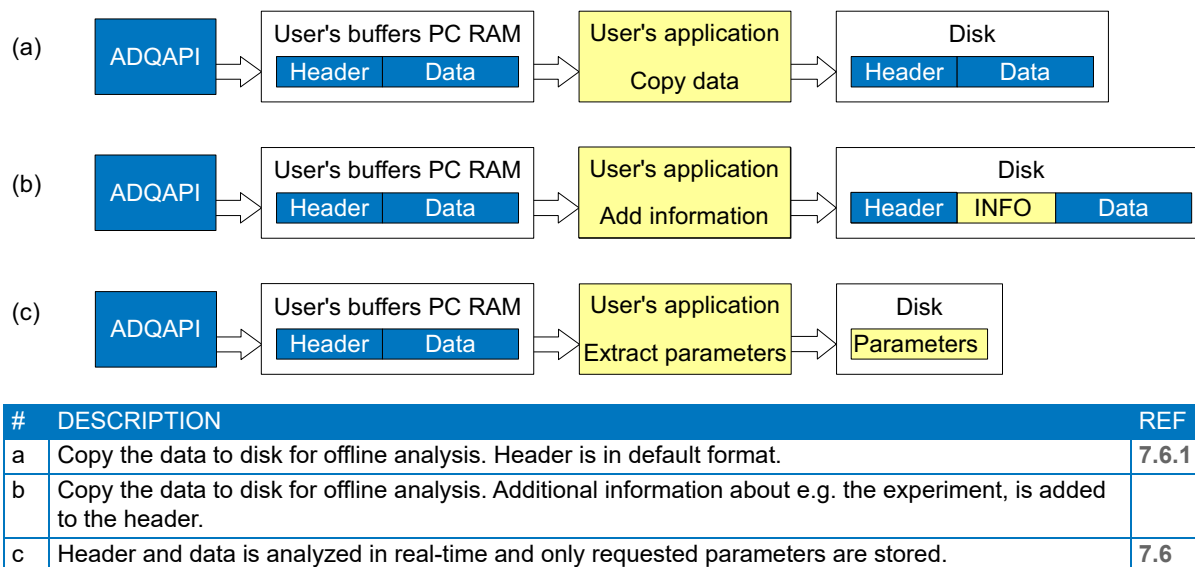 (a)
ADQAPI
User's buffers PC RAM
Header Data
User's application
Copy data
Disk
Header Data
(b)
ADQAPI
User's buffers PC RAM
Header Data
User's application
Add information
Disk
Header INFO Data
(c)
ADQAPI
User's buffers PC RAM
Header Data
User's application
Extract parameters
Disk
Parameters
# DESCRIPTION REF
a Copy the data to disk for offline analysis. Header is in default format. 7.6.1
b Copy the data to disk for offline analysis. Additional information about e.g. the experiment, is added
to the header.
c Header and data is analyzed in real-time and only requested parameters are stored. 7.6